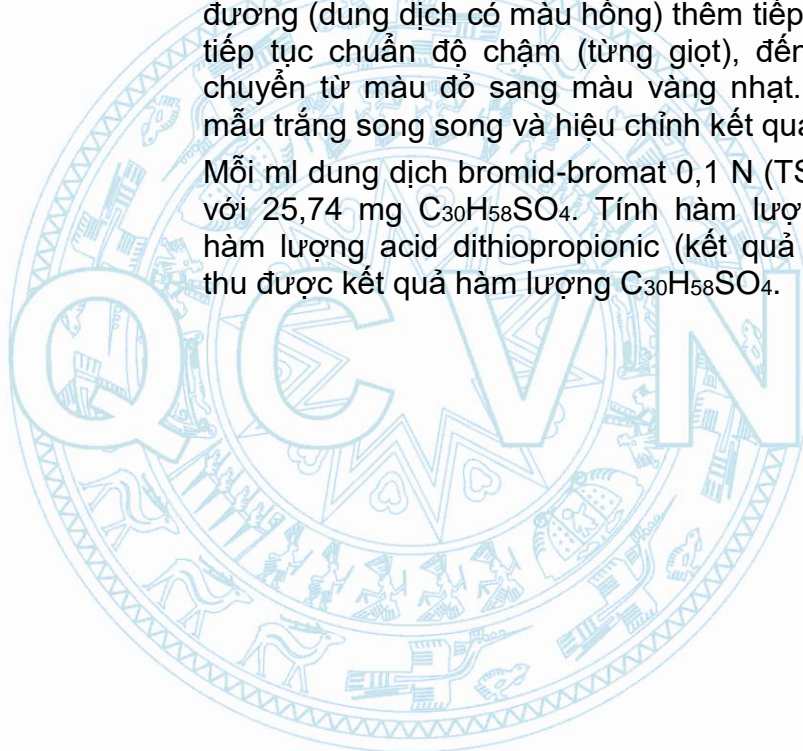 đương (dung dịch có màu hồng) thêm tiếp
tiếp tục chuẩn độ chậm (từng giọt), đến
chuyển từ màu đỏ sang màu vàng nhạt.
mẫu trắng song song và hiệu chỉnh kết quả
Mỗi ml dung dịch bromid-bromat 0,1 N (TS
với 25,74 mg C30H58SO4. Tính hàm lượ
hàm lượng acid dithiopropionic (kết quả
thu được kết quả hàm lượng C30H58SO4.
QCVN